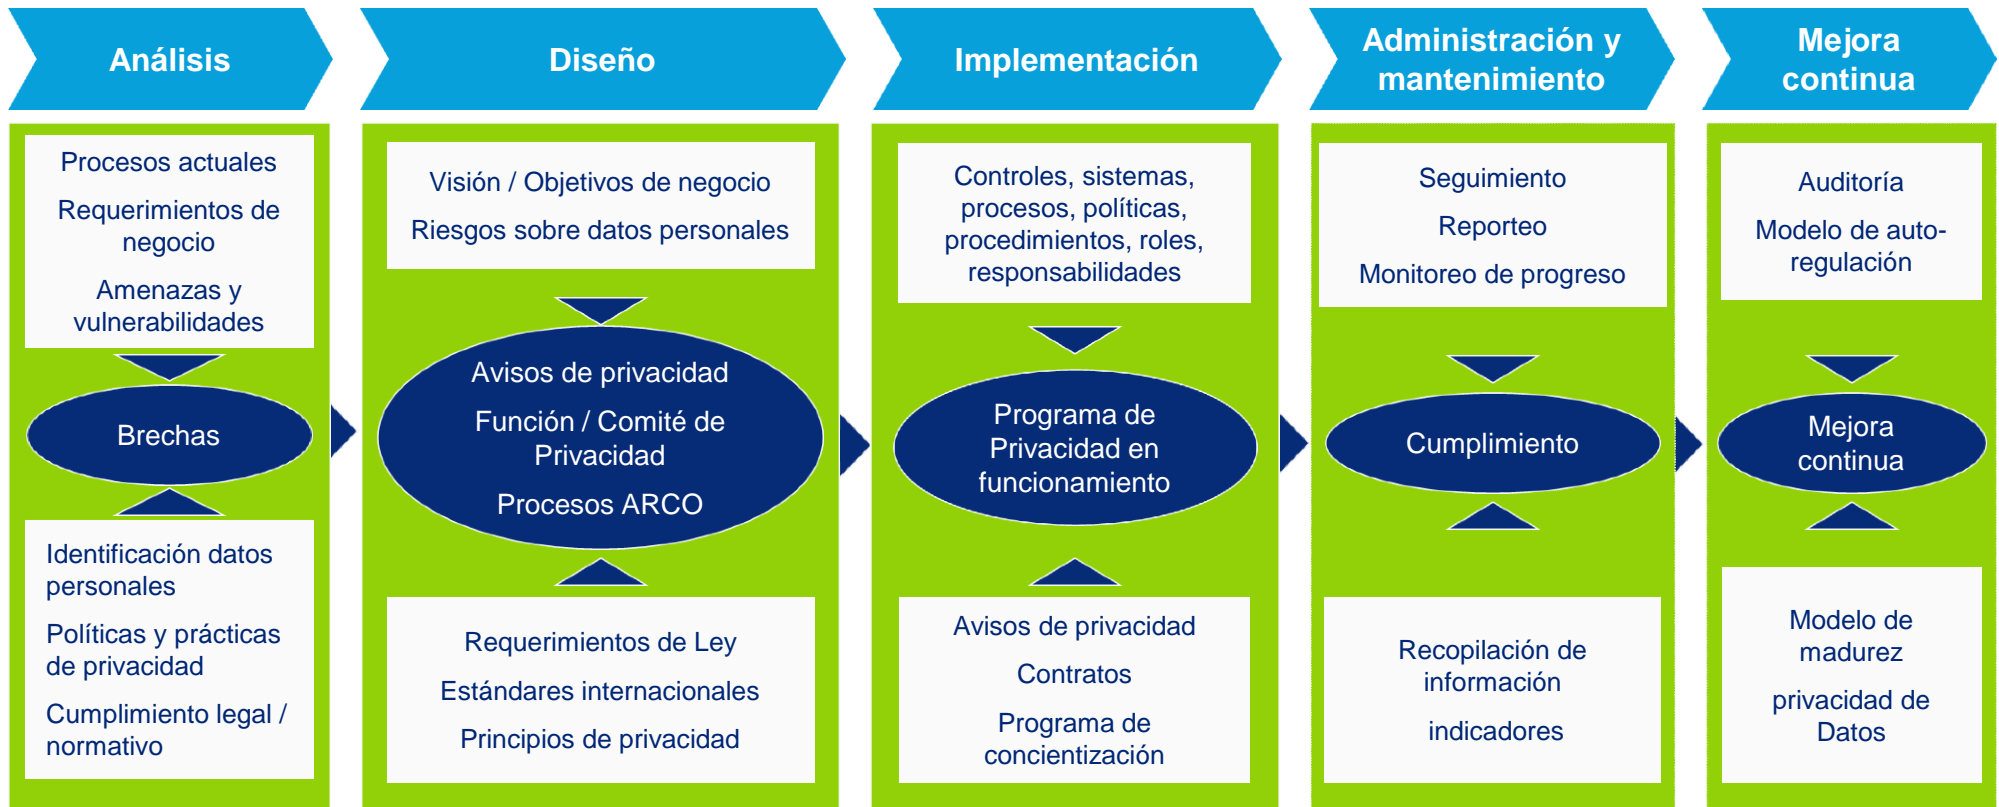 Análisis
Procesos actuales
Requerimientos de
negocio
Amenazas y
vulnerabilidades
Brechas
Identificación datos
personales
Políticas y prácticas
de privacidad
Cumplimiento legal /
normativo
Diseño
Visión / Objetivos de negocio
Riesgos sobre datos personales
Avisos de privacidad
Función / Comité de
Privacidad
Procesos ARCO
Requerimientos de Ley
Estándares internacionales
Principios de privacidad
Implementación
Controles, sistemas,
procesos, políticas,
procedimientos, roles,
responsabilidades
Programa de
Privacidad en
funcionamiento
Avisos de privacidad
Contratos
Programa de
concientización
Administración y
mantenimiento
Seguimiento
Reporteo
Monitoreo de progreso
Cumplimiento
Recopilación de
información
indicadores
Mejora
continua
Auditoría
Modelo de auto-
regulación
Mejora
continua
Modelo de
madurez
privacidad de
Datos